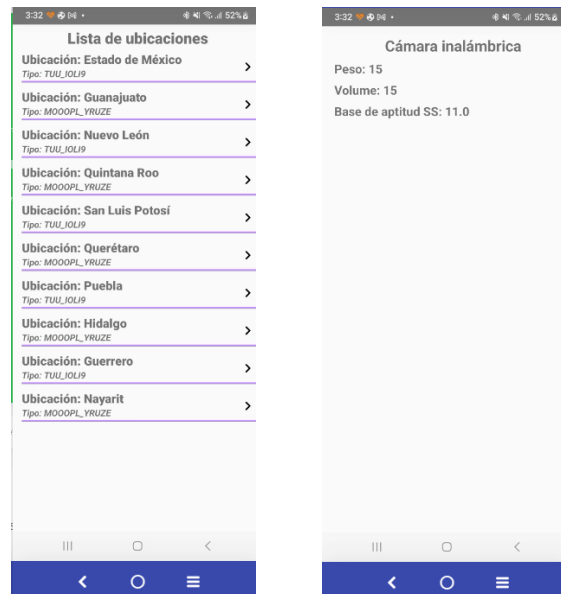 3:32
52%
Lista de ubicaciones
Ubicación: Estado de México
Tipo: TUU_IOLI9
Ubicación: Guanajuato
Tipo: MOOOPL_YRUZE
Ubicación: Nuevo León
Tipo: TUU_IOLI9
Ubicación: Quintana Roo
Tipo: MOOOPL_YRUZE
Ubicación: San Luis Potosí
Tipo: TUU_IOLI9
Ubicación: Querétaro
Tipo: MOOOPL_YRUZE
Ubicación: Puebla
Tipo: TUU_IOLI9
Ubicación: Hidalgo
Tipo: MOOOPL_YRUZE
Ubicación: Guerrero
Tipo: TUU_IOLI9
Ubicación: Nayarit
Tipo: MOOOPL_YRUZE
3:32
52%
Cámara inalámbrica
Peso: 15
Volume: 15
Base de aptitud SS: 11.0